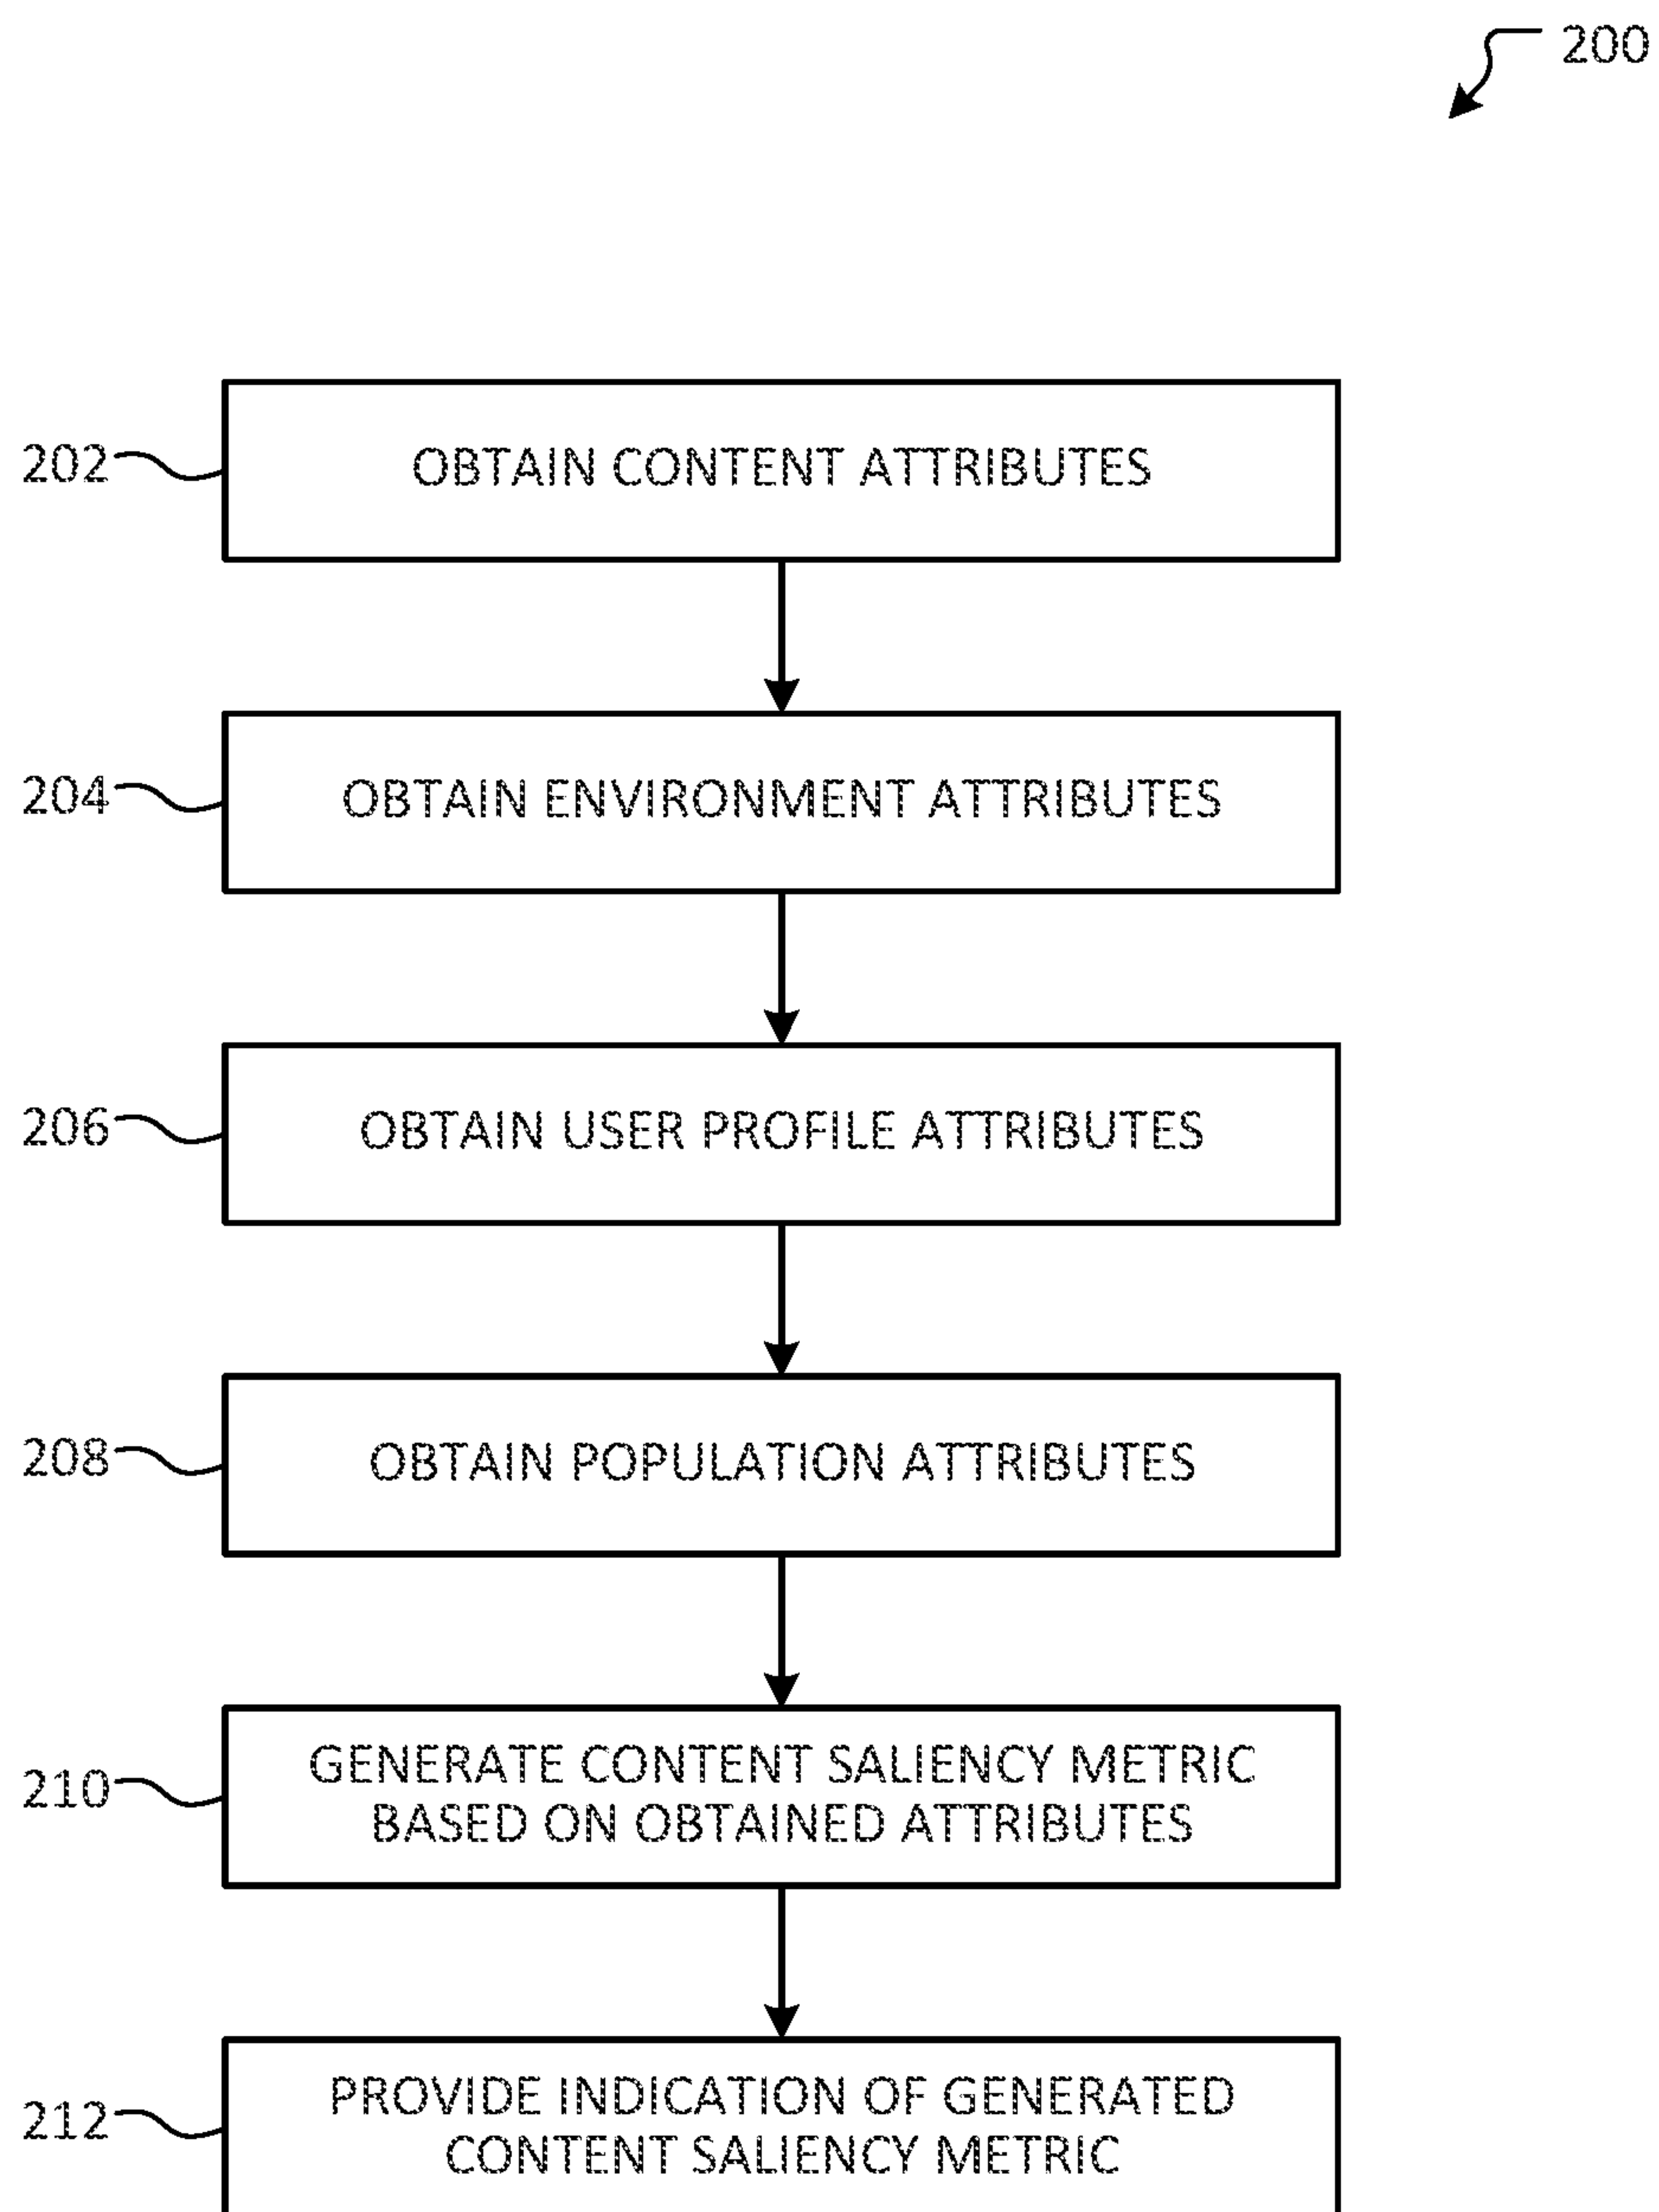 200
202
OBTAIN CONTENT ATTRIBUTES
204
OBTAIN ENVIRONMENT ATTRIBUTES
206
OBTAIN USER PROFILE ATTRIBUTES
208
OBTAIN POPULATION ATTRIBUTES
210
GENERATE CONTENT SALIENCY METRIC
BASED ON OBTAINED ATTRIBUTES
212
PROVIDE INDICATION OF GENERATED
CONTENT SALIENCY METRIC